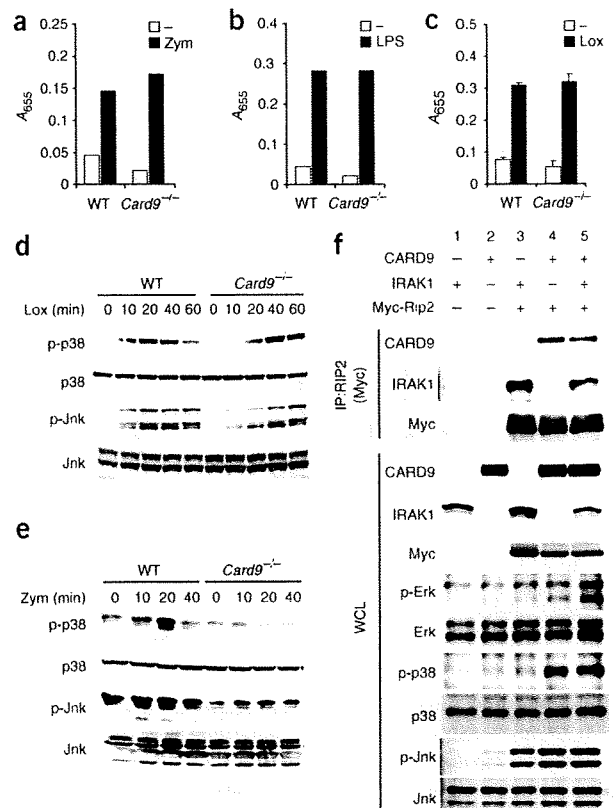 a
– 
Zym
A655
0.20
0.15
0.10
0.05
0
WT Card9–/–
b
–
LPS
A655
0.4
0.3
0.2
0.1
0
WT Card9–/–
c
–
Lox
A655
0.5
0.4
0.3
0.2
0.1
0
WT Card9–/–
d
WT Card9–/–
Lox (min) 0 10 20 40 60 0 10 20 40 60
p-p38
p38
p-Jnk
Jnk
e
WT Card9–/–
Zym (min) 0 10 20 40 0 10 20 40
p-p38
p38
p-Jnk
Jnk
f
1 2 3 4 5
CARD9 – + – + +
IRAK1 + – + – +
Myc-Rip2 – – + + +
IP:RIP2 (Myc)
CARD9
IRAK1
Myc
WCL
CARD9
IRAK1
Myc
p-Erk
Erk
p-p38
p38
p-Jnk
Jnk